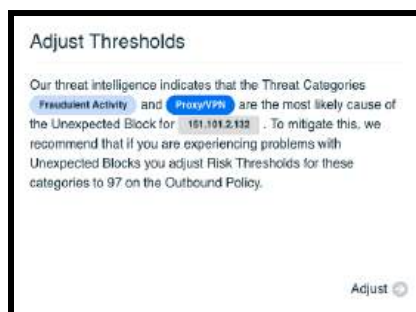 Adjust Thresholds
Our threat intelligence indicates that the Threat Categories
Fraudulent Activity and Proxy/VPN are the most likely cause of
the Unexpected Block for 151.101.2.132 . To mitigate this, we
recommend that if you are experiencing problems with
Unexpected Blocks you adjust Risk Thresholds for these
categories to 97 on the Outbound Policy.
Adjust